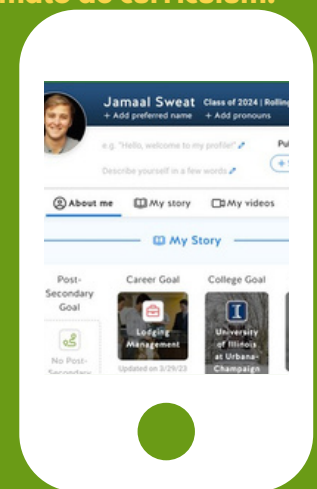 Jamaal Sweat Class of 2024 | Rolling
+ Add preferred name + Add pronouns
e.g. "Hello, welcome to my profile!"
Describe yourself in a few words
About me My story My videos
My Story
Post-
Secondary
Goal
No Post-
Secondary
Career Goal
Lodging
Management
Updated on 3/29/23
College Goal
I
University
of Illinois
at Urbana-
Champaign